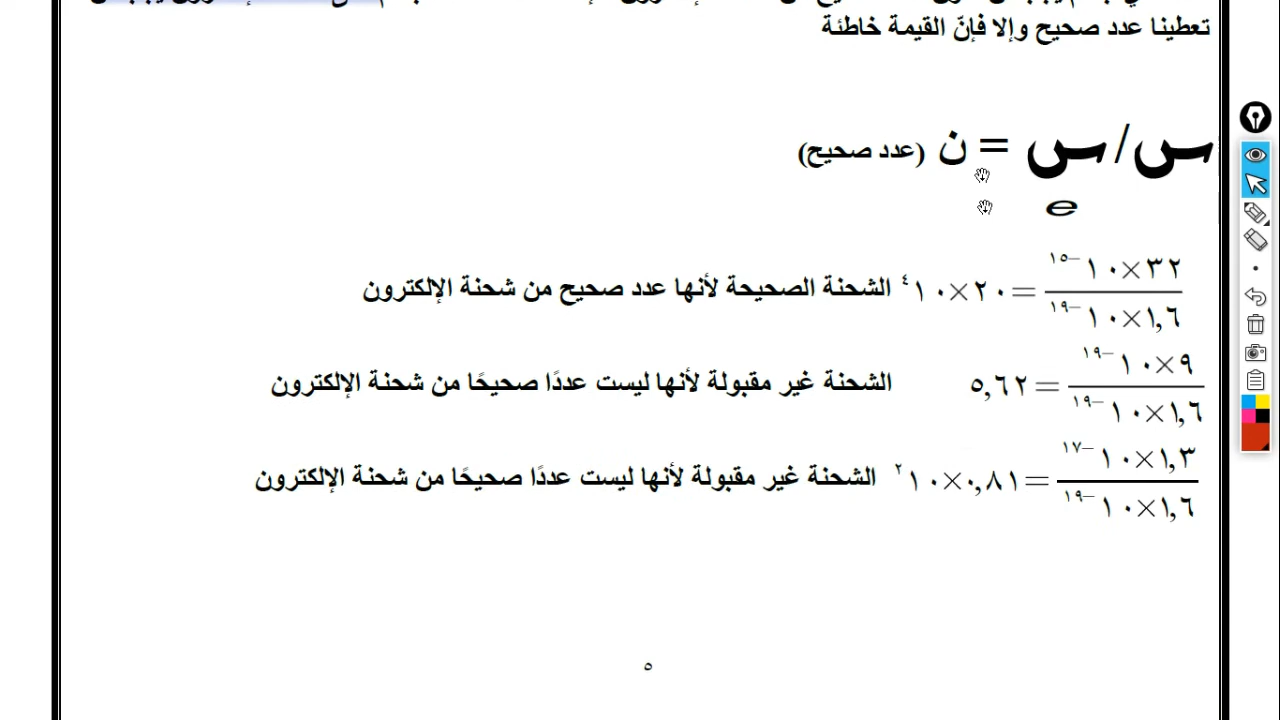 تعطينا عدد صحيح وإلا فإنّ القيمة خاطئة
س/س = ن (عدد صحيح)
e
٣٢×١٠^-١٥ / ١,٦×١٠^-١٩ = ٢٠×١٠^٤ الشحنة الصحيحة لأنها عدد صحيح من شحنة الإلكترون
٩×١٠^-١٩ / ١,٦×١٠^-١٩ = ٥,٦٢ الشحنة غير مقبولة لأنها ليست عددًا صحيحًا من شحنة الإلكترون
١,٣×١٠^-١٧ / ١,٦×١٠^-١٩ = ٠,٨١×١٠^٢ الشحنة غير مقبولة لأنها ليست عددًا صحيحًا من شحنة الإلكترون
٥